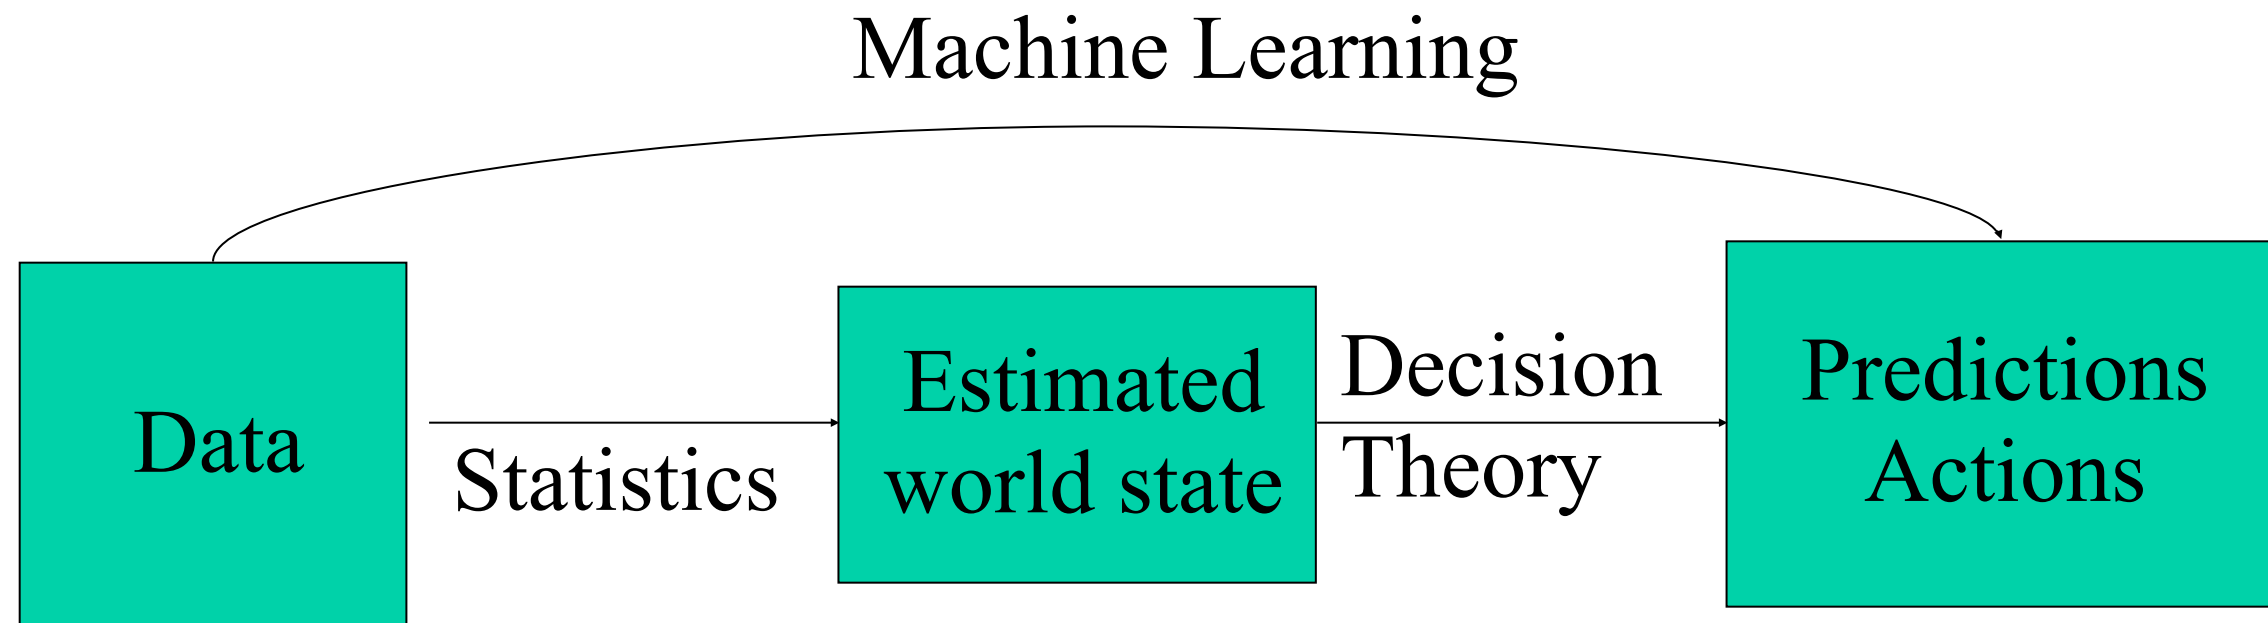 Machine Learning
Data
Statistics
Estimated
world state
Decision
Theory
Predictions
Actions